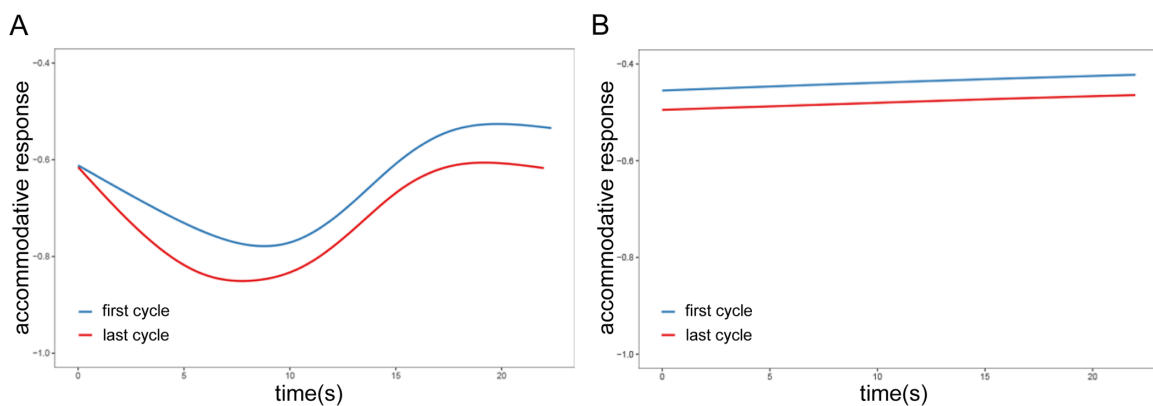 A
accommodative response
−0.4
−0.6
−0.8
−1.0
first cycle
last cycle
0 5 10 15 20
time(s)
B
accommodative response
−0.4
−0.6
−0.8
−1.0
first cycle
last cycle
0 5 10 15 20
time(s)